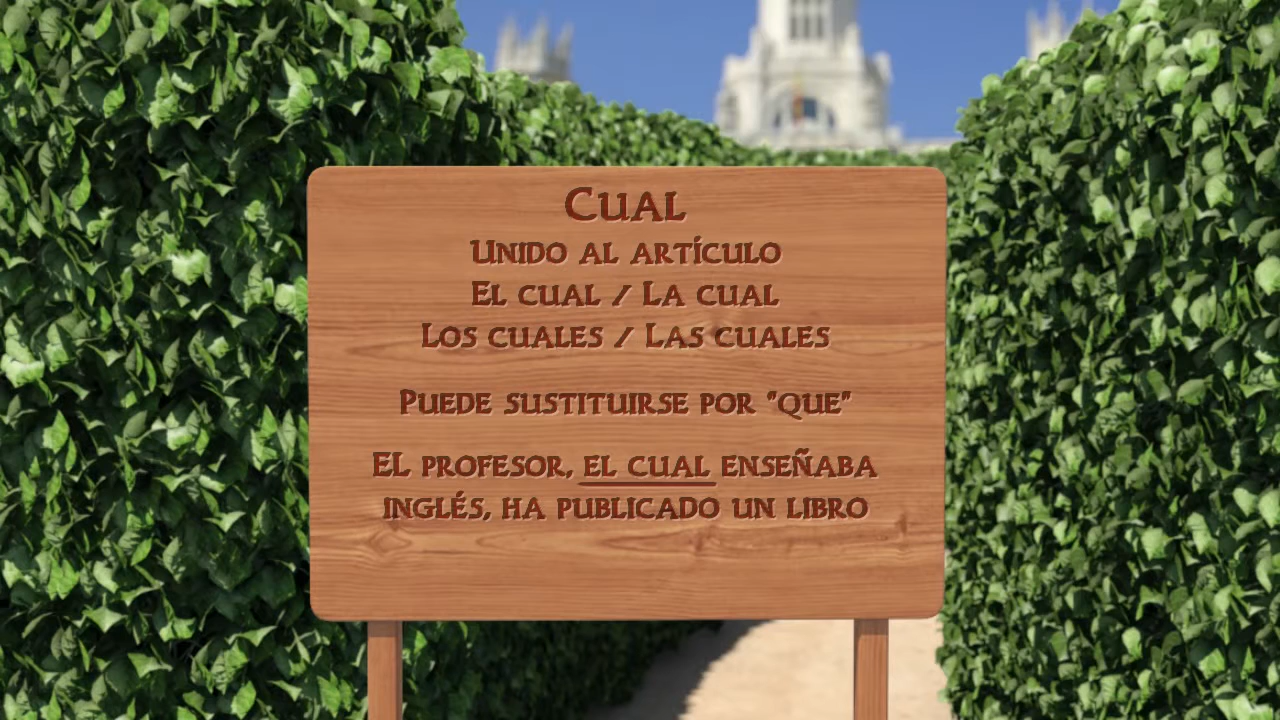 Cual
Unido al artículo
El cual / La cual
Los cuales / Las cuales
Puede sustituirse por "que"
El profesor, el cual enseñaba
inglés, ha publicado un libro